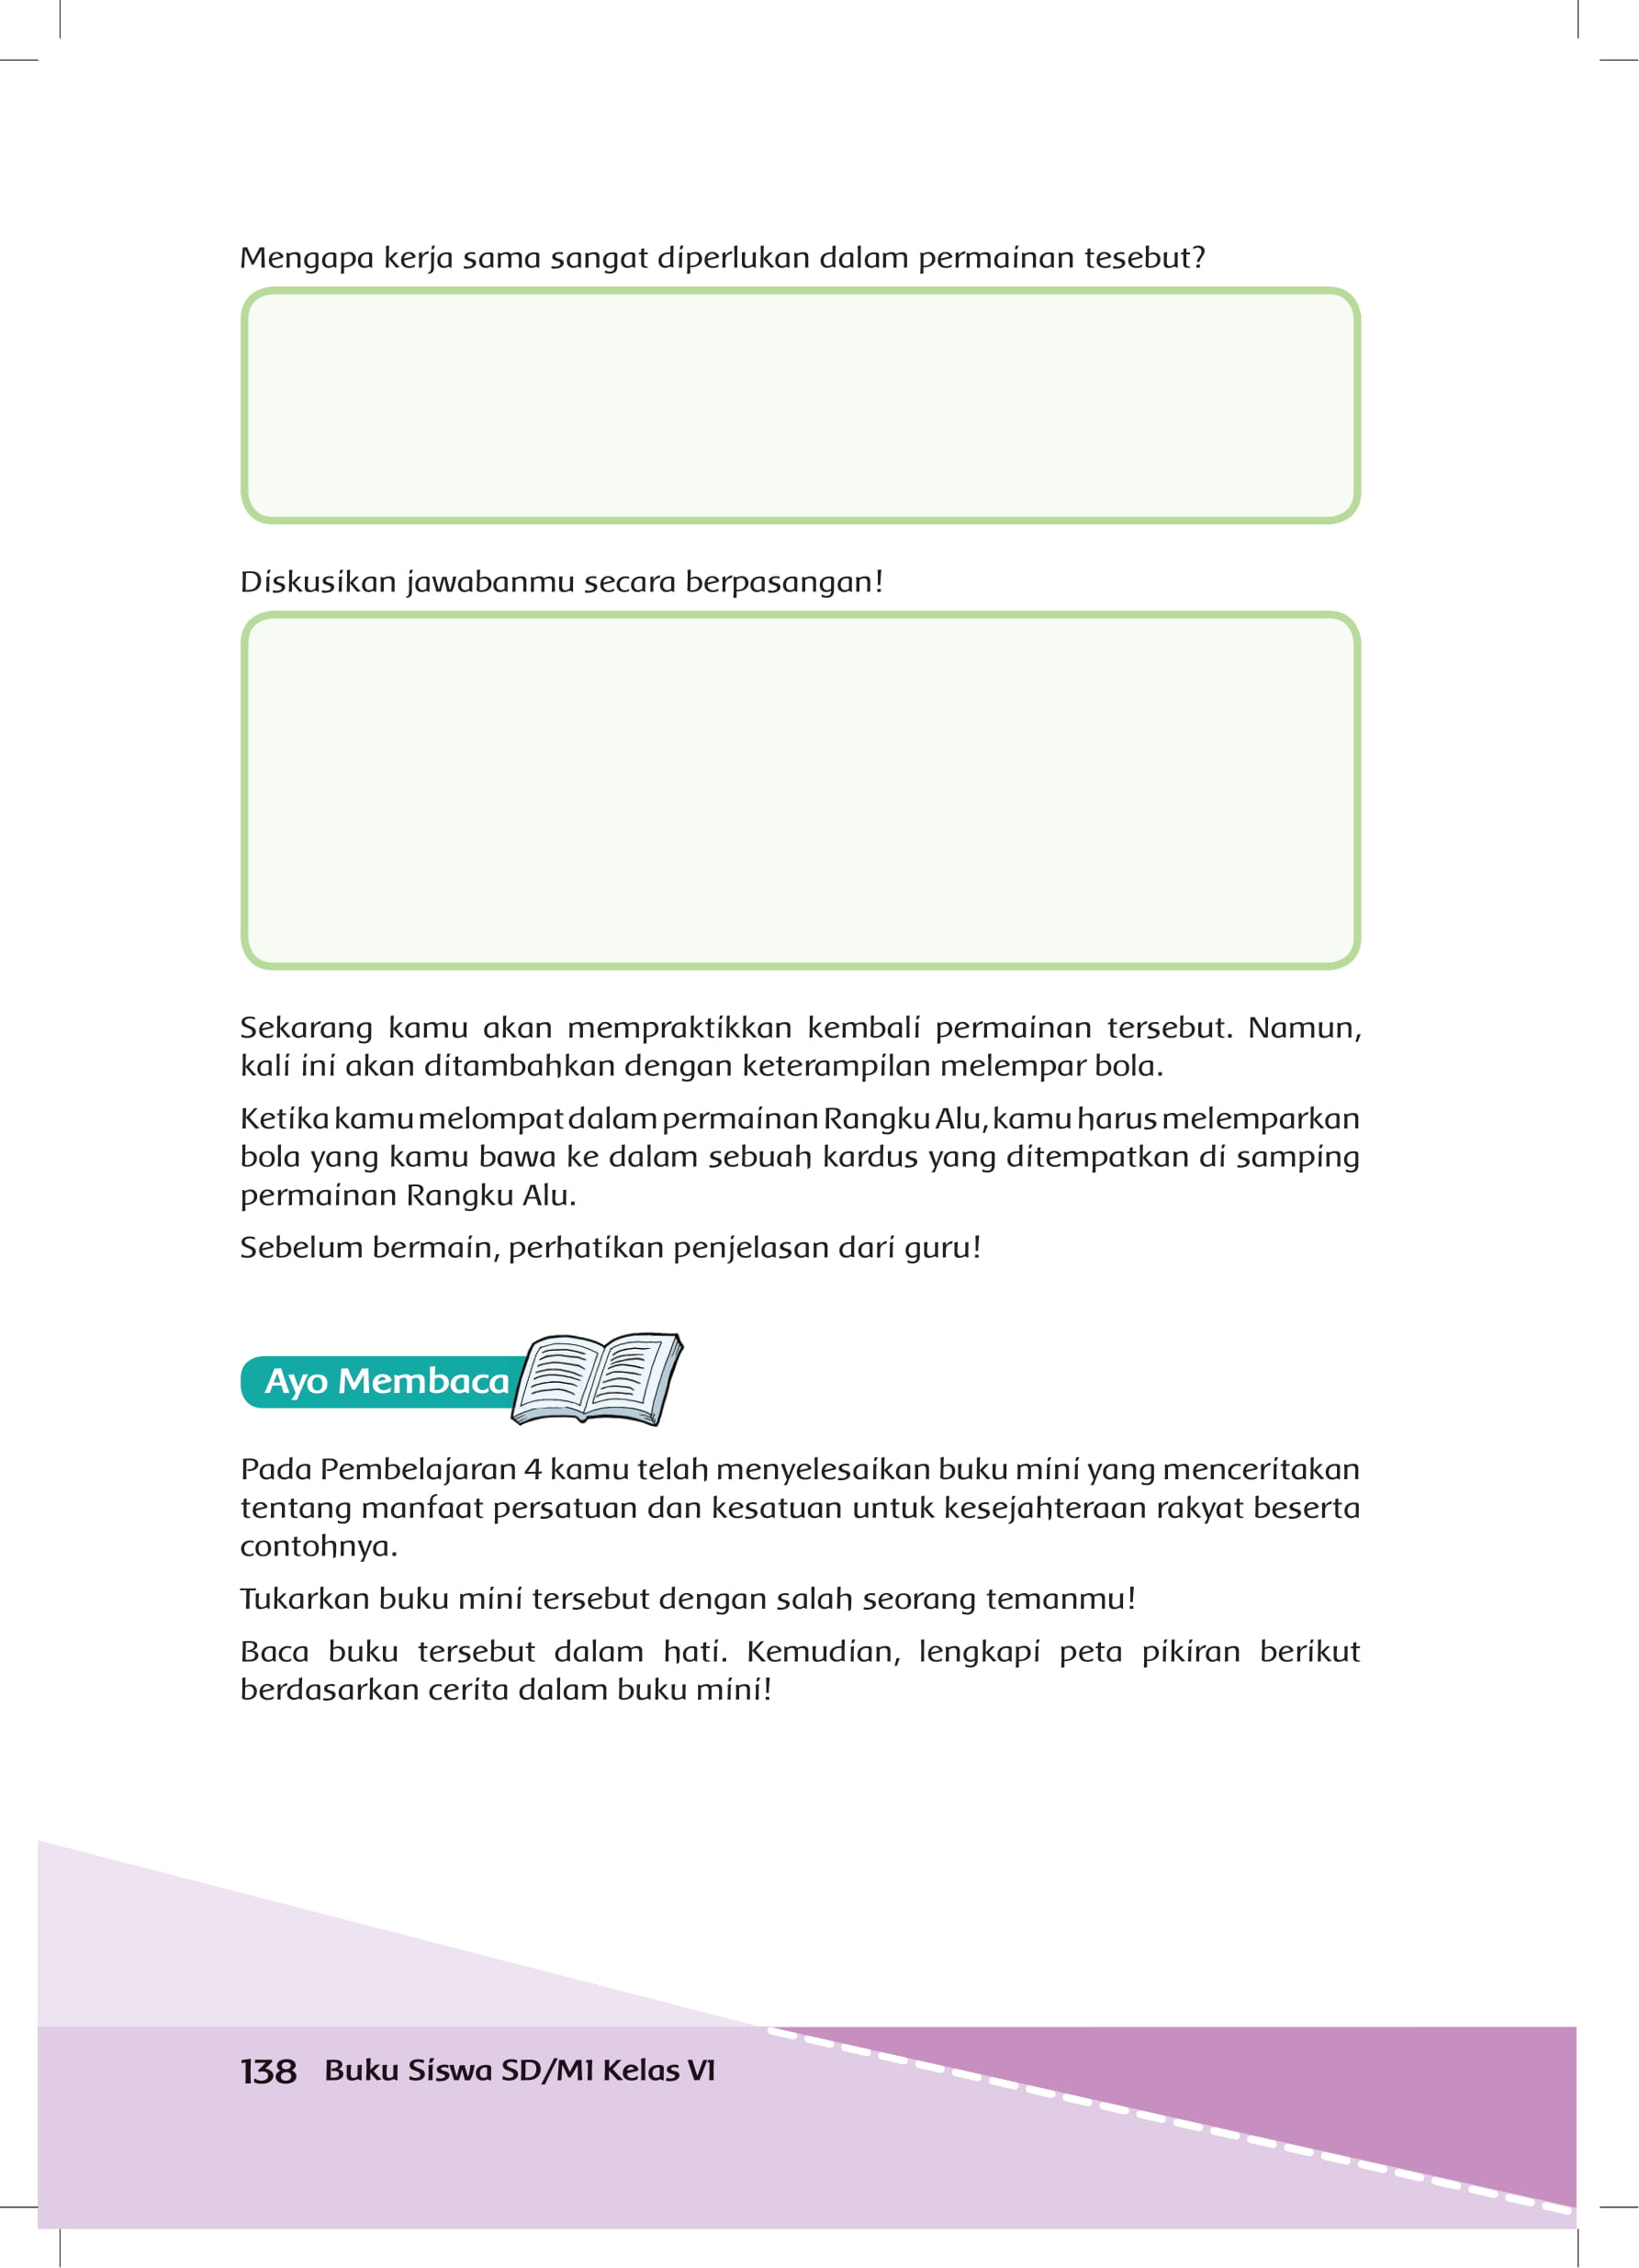 Mengapa kerja sama sangat diperlukan dalam permainan tesebut?
Diskusikan jawabanmu secara berpasangan!
Sekarang kamu akan mempraktikkan kembali permainan tersebut. Namun,
kali ini akan ditambahkan dengan keterampilan melempar bola.
Ketika kamu melompat dalam permainan Rangku Alu, kamu harus melemparkan
bola yang kamu bawa ke dalam sebuah kardus yang ditempatkan di samping
permainan Rangku Alu.
Sebelum bermain, perhatikan penjelasan dari guru!
Ayo Membaca
Pada Pembelajaran 4 kamu telah menyelesaikan buku mini yang menceritakan
tentang manfaat persatuan dan kesatuan untuk kesejahteraan rakyat beserta
contohnya.
Tukarkan buku mini tersebut dengan salah seorang temanmu!
Baca buku tersebut dalam hati. Kemudian, lengkapi peta pikiran berikut
berdasarkan cerita dalam buku mini!
138 Buku Siswa SD/MI Kelas VI